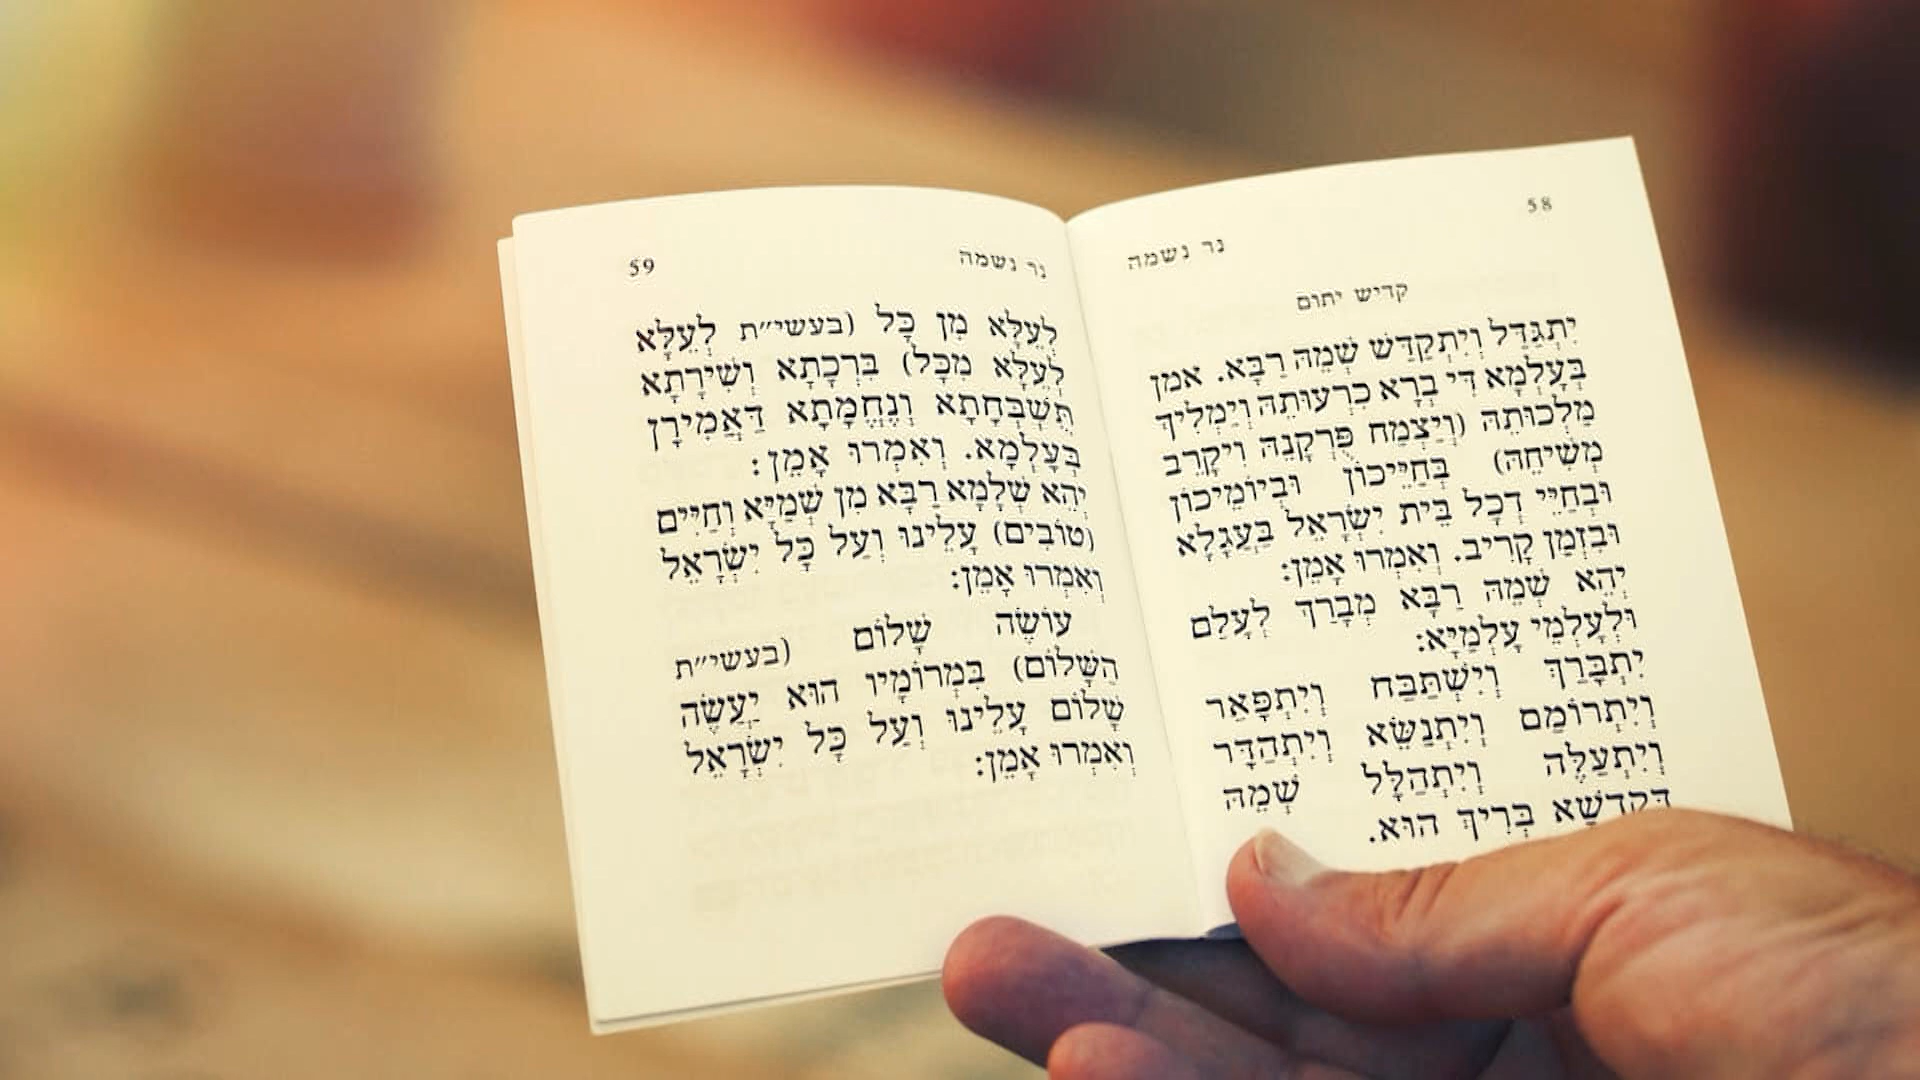 58
נר נשמה
קדיש יתום
יִתְגַּדַּל וְיִתְקַדַּשׁ שְׁמֵהּ רַבָּא. אמן
בְּעָלְמָא דִּי בְרָא כִרְעוּתֵהּ וְיַמְלִיךְ
מַלְכוּתֵהּ (וְיַצְמַח פֻּרְקָנֵהּ וִיקָרֵב
מְשִׁיחֵהּ) בְּחַיֵּיכוֹן וּבְיוֹמֵיכוֹן
וּבְחַיֵּי דְכָל בֵּית יִשְׂרָאֵל בַּעֲגָלָא
וּבִזְמַן קָרִיב. וְאִמְרוּ אָמֵן:
יְהֵא שְׁמֵהּ רַבָּא מְבָרַךְ לְעָלַם
וּלְעָלְמֵי עָלְמַיָּא:
יִתְבָּרַךְ וְיִשְׁתַּבַּח וְיִתְפָּאַר
וְיִתְרוֹמַם וְיִתְנַשֵּׂא וְיִתְהַדָּר
וְיִתְעַלֶּה וְיִתְהַלָּל שְׁמֵהּ
דְּקֻדְשָׁא בְּרִיךְ הוּא.
נר נשמה 59
לְעֵלָּא מִן כָּל (בעשי״ת לְעֵלָּא
לְעֵלָּא מִכָּל) בִּרְכָתָא וְשִׁירָתָא
תֻּשְׁבְּחָתָא וְנֶחֱמָתָא דַּאֲמִירָן
בְּעָלְמָא. וְאִמְרוּ אָמֵן:
יְהֵא שְׁלָמָא רַבָּא מִן שְׁמַיָּא וְחַיִּים
(טוֹבִים) עָלֵינוּ וְעַל כָּל יִשְׂרָאֵל
וְאִמְרוּ אָמֵן:
עוֹשֶׂה שָׁלוֹם (בעשי״ת
הַשָּׁלוֹם) בִּמְרוֹמָיו הוּא יַעֲשֶׂה
שָׁלוֹם עָלֵינוּ וְעַל כָּל יִשְׂרָאֵל
וְאִמְרוּ אָמֵן: